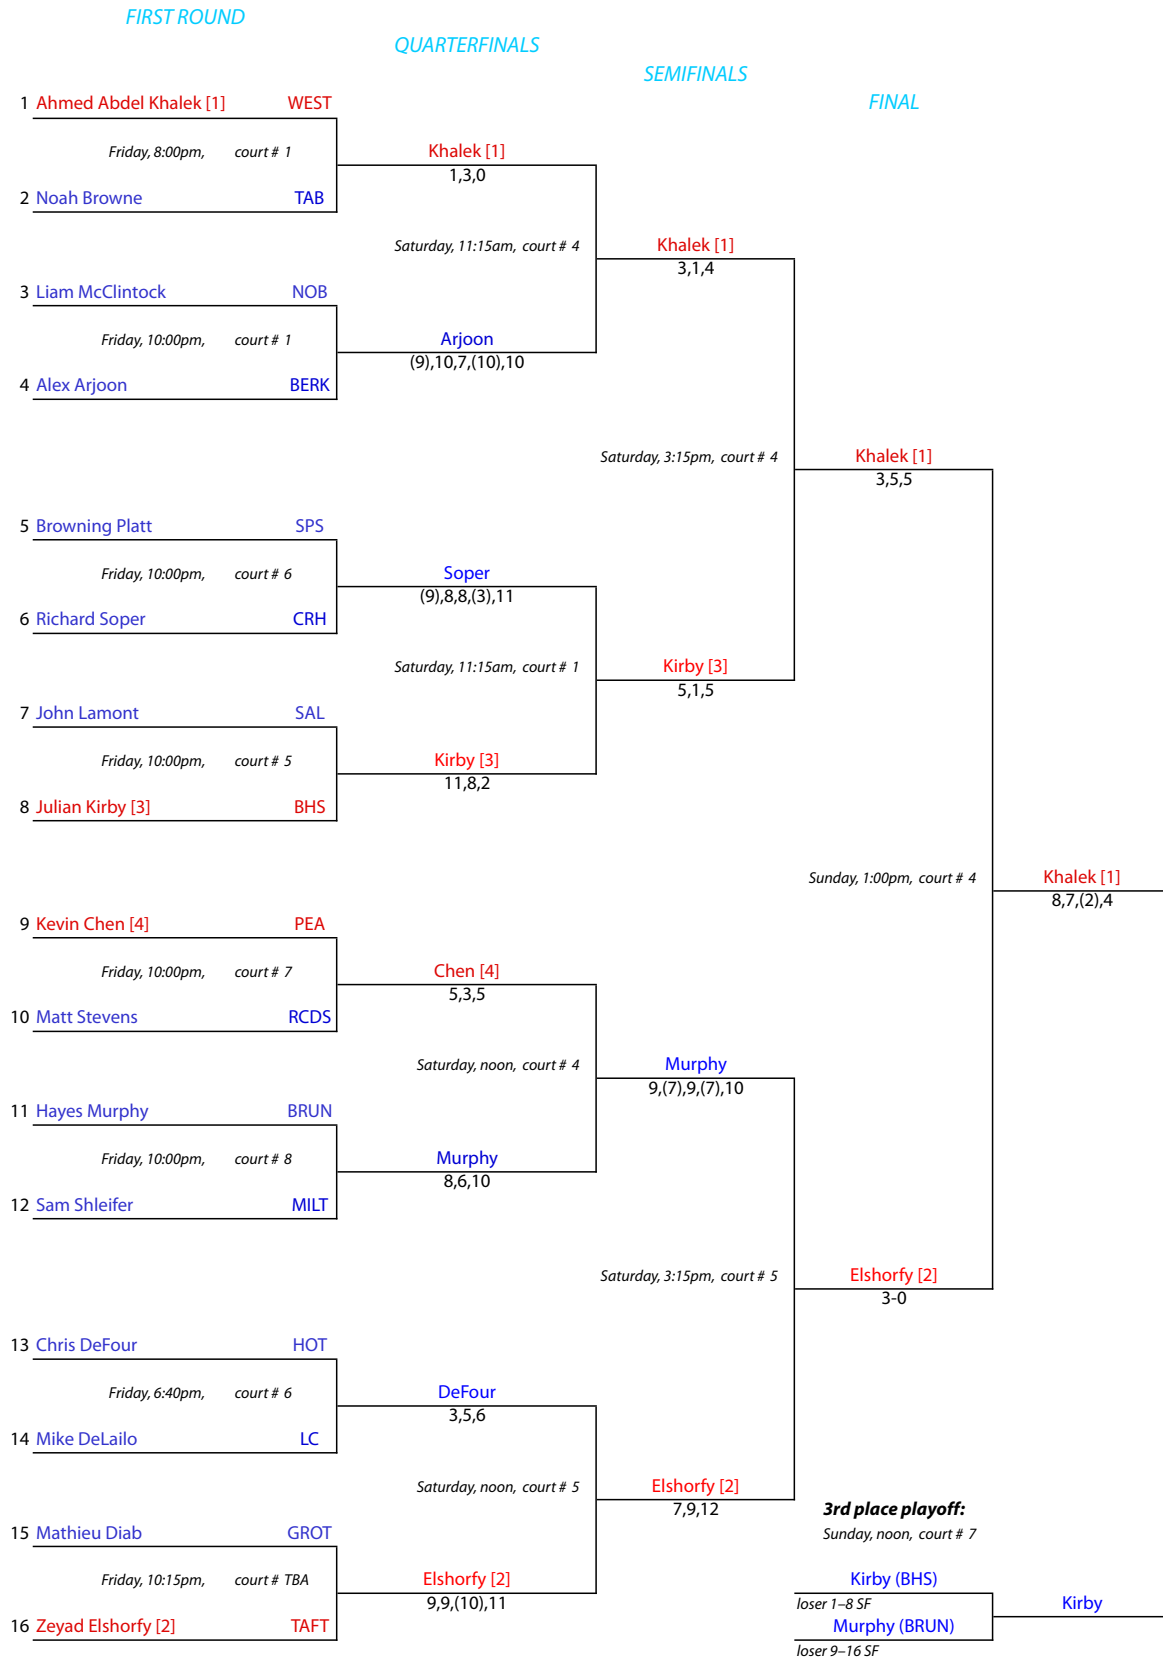 FIRST ROUND
QUARTERFINALS
SEMIFINALS
FINAL
1 Ahmed Abdel Khalek [1] WEST
Friday, 8:00pm, court # 1
Khalek [1]
1,3,0
2 Noah Browne TAB
Saturday, 11:15am, court # 4
Khalek [1]
3,1,4
3 Liam McClintock NOB
Friday, 10:00pm, court # 1
Arjoon
(9),10,7,(10),10
4 Alex Arjoon BERK
Saturday, 3:15pm, court # 4
Khalek [1]
3,5,5
5 Browning Platt SPS
Friday, 10:00pm, court # 6
Soper
(9),8,8,(3),11
6 Richard Soper CRH
Saturday, 11:15am, court # 1
Kirby [3]
5,1,5
7 John Lamont SAL
Friday, 10:00pm, court # 5
Kirby [3]
11,8,2
8 Julian Kirby [3] BHS
Sunday, 1:00pm, court # 4
Khalek [1]
8,7,(2),4
9 Kevin Chen [4] PEA
Friday, 10:00pm, court # 7
Chen [4]
5,3,5
10 Matt Stevens RCDS
Saturday, noon, court # 4
Murphy
9,(7),9,(7),10
11 Hayes Murphy BRUN
Friday, 10:00pm, court # 8
Murphy
8,6,10
12 Sam Shleifer MILT
Saturday, 3:15pm, court # 5
Elshorfy [2]
3-0
13 Chris DeFour HOT
Friday, 6:40pm, court # 6
DeFour
3,5,6
14 Mike DeLailo LC
Saturday, noon, court # 5
Elshorfy [2]
7,9,12
3rd place playoff:
Sunday, noon, court # 7
15 Mathieu Diab GROT
Friday, 10:15pm, court # TBA
Elshorfy [2]
9,9,(10),11
16 Zeyad Elshorfy [2] TAFT
Kirby (BHS)
loser 1–8 SF
Kirby
Murphy (BRUN)
loser 9–16 SF